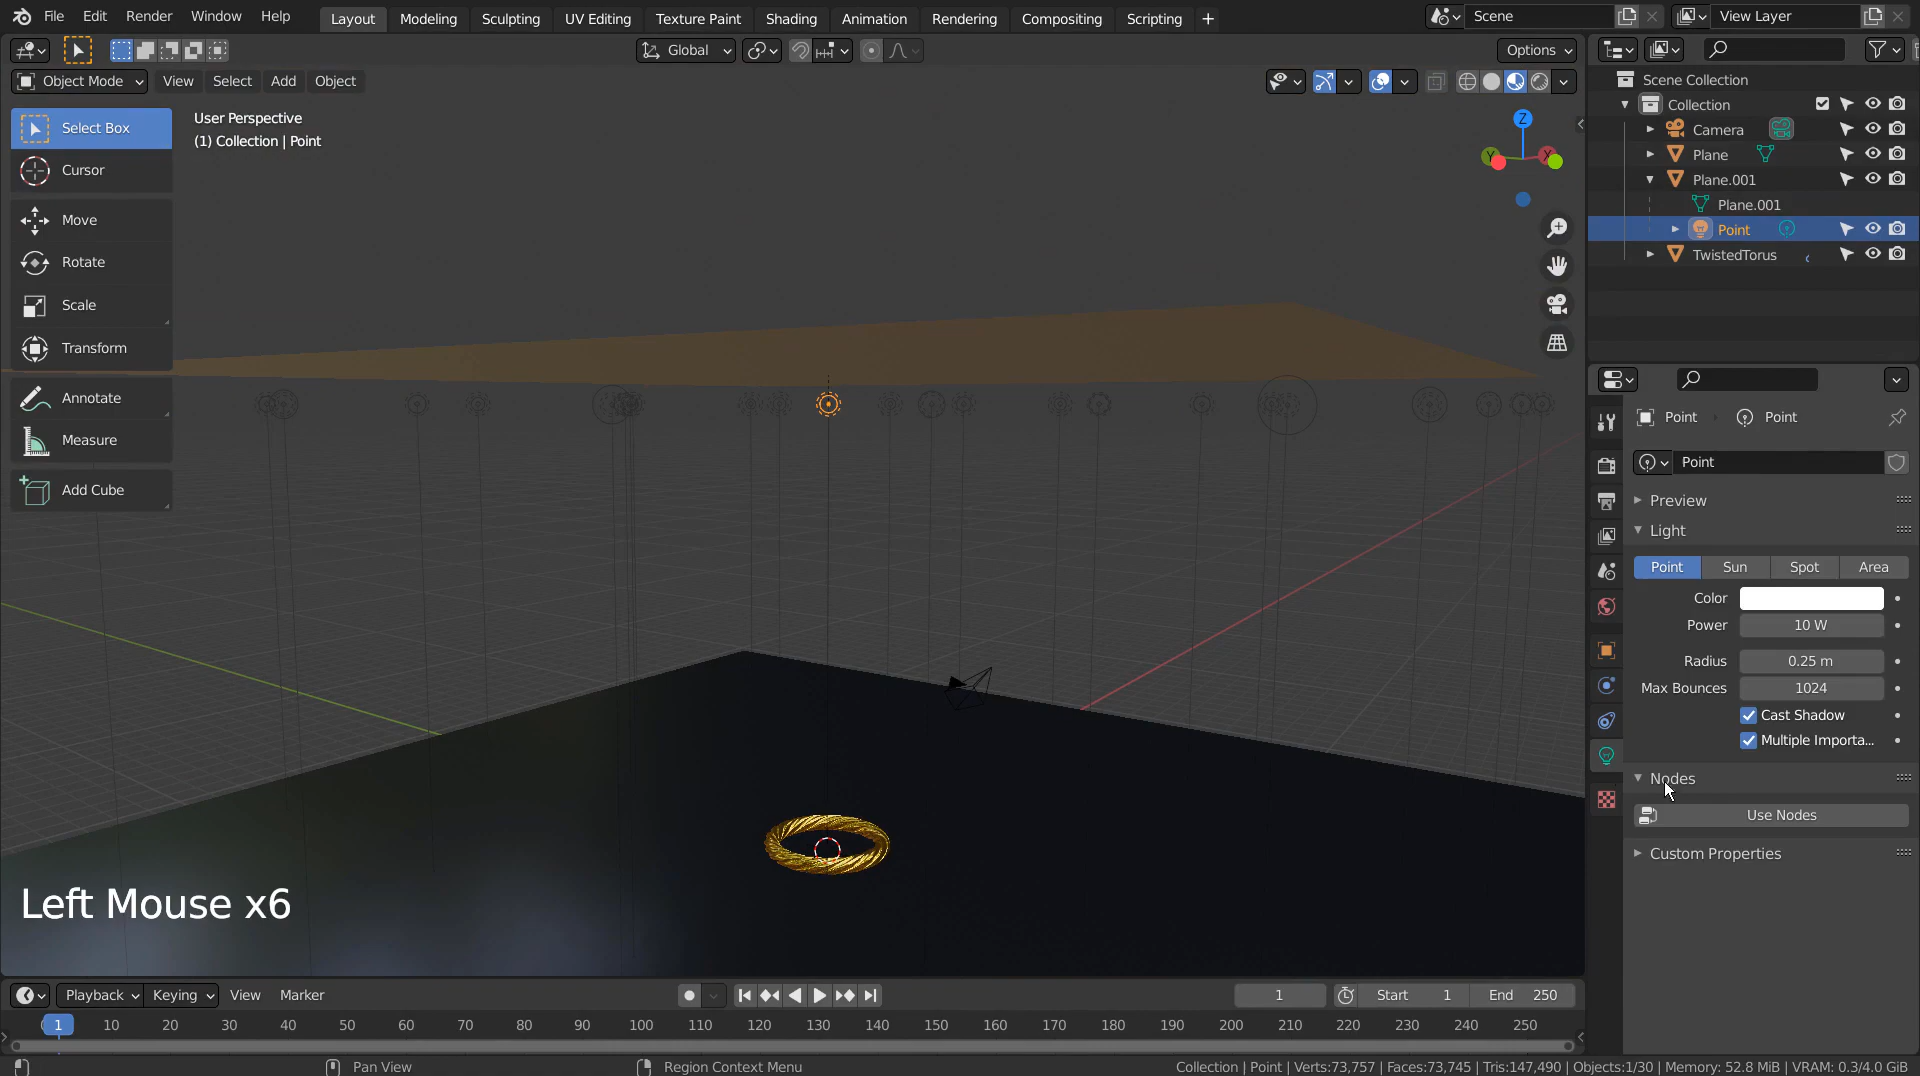 File Edit Render Window Help Layout Modeling Sculpting UV Editing Texture Paint Shading Animation Rendering Compositing Scripting + Scene View Layer
Global Options
Object Mode View Select Add Object
Select Box
Cursor
Move
Rotate
Scale
Transform
Annotate
Measure
Add Cube
User Perspective
(1) Collection | Point
Z
Y
X
Scene Collection
Collection
Camera
Plane
Plane.001
Plane.001
Point
TwistedTorus
Point Point
Point
Preview
Light
Point Sun Spot Area
Color
Power 10 W
Radius 0.25 m
Max Bounces 1024
Cast Shadow
Multiple Importa...
Nodes
Use Nodes
Custom Properties
Left Mouse x6
Playback Keying View Marker 1 Start 1 End 250
1 10 20 30 40 50 60 70 80 90 100 110 120 130 140 150 160 170 180 190 200 210 220 230 240 250
Pan View Region Context Menu Collection | Point | Verts:73,757 | Faces:73,745 | Tris:147,490 | Objects:1/30 | Memory: 52.8 MiB | VRAM: 0.3/4.0 GiB